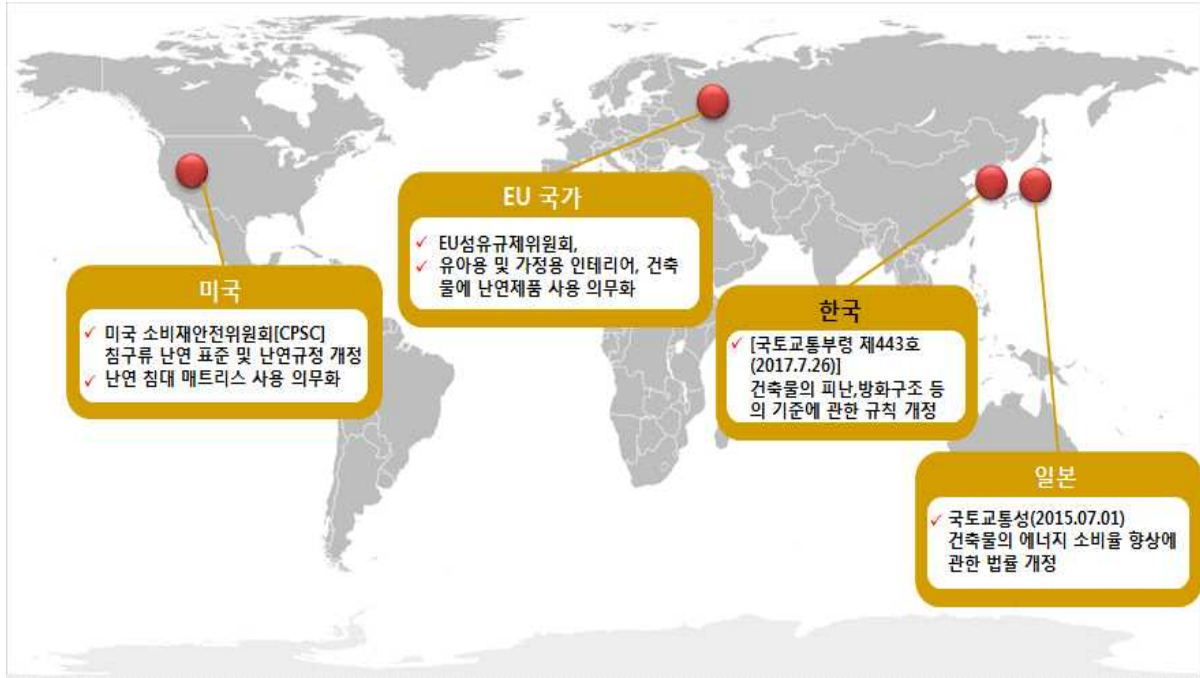 미국
✓ 미국 소비재안전위원회[CPSC]
침구류 난연 표준 및 난연규정 개정
✓ 난연 침대 매트리스 사용 의무화
EU 국가
✓ EU섬유규제위원회,
✓ 유아용 및 가정용 인테리어, 건축
물에 난연제품 사용 의무화
한국
✓ [국토교통부령 제443호
(2017.7.26)]
건축물의 피난,방화구조 등
의 기준에 관한 규칙 개정
일본
✓ 국토교통성(2015.07.01)
건축물의 에너지 소비율 향상에
관한 법률 개정